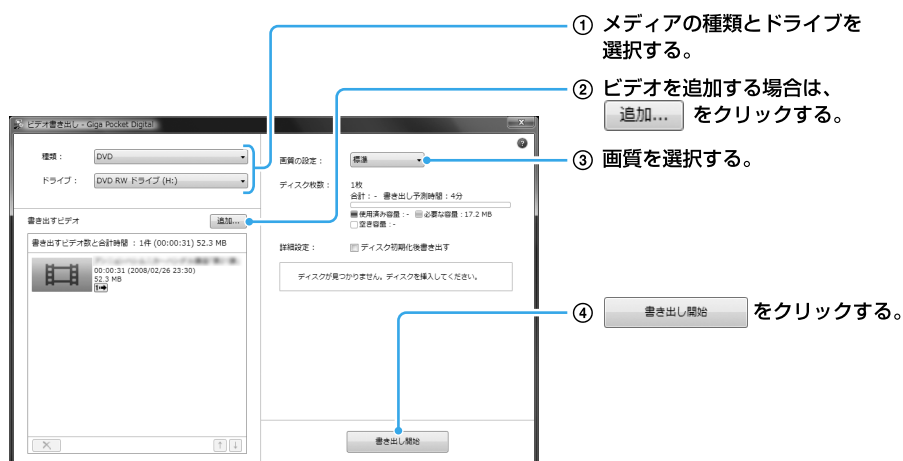 ① メディアの種類とドライブを
選択する。
② ビデオを追加する場合は、
追加... をクリックする。
③ 画質を選択する。
④ 書き出し開始 をクリックする。
ビデオ書き出し - Giga Pocket Digital
種類：
DVD
ドライブ：
DVD RW ドライブ (H:)
書き出すビデオ
追加...
書き出すビデオ数と合計時間 ： 1件 (00:00:31) 52.3 MB
00:00:31 (2008/02/26 23:30)
52.3 MB
画質の設定：
標準
ディスク枚数：
1枚
合計：- 書き出し予測時間：4分
使用済み容量：- 必要な容量：17.2 MB
空き容量：-
詳細設定：
ディスク初期化後書き出す
ディスクが見つかりません。ディスクを挿入してください。
書き出し開始